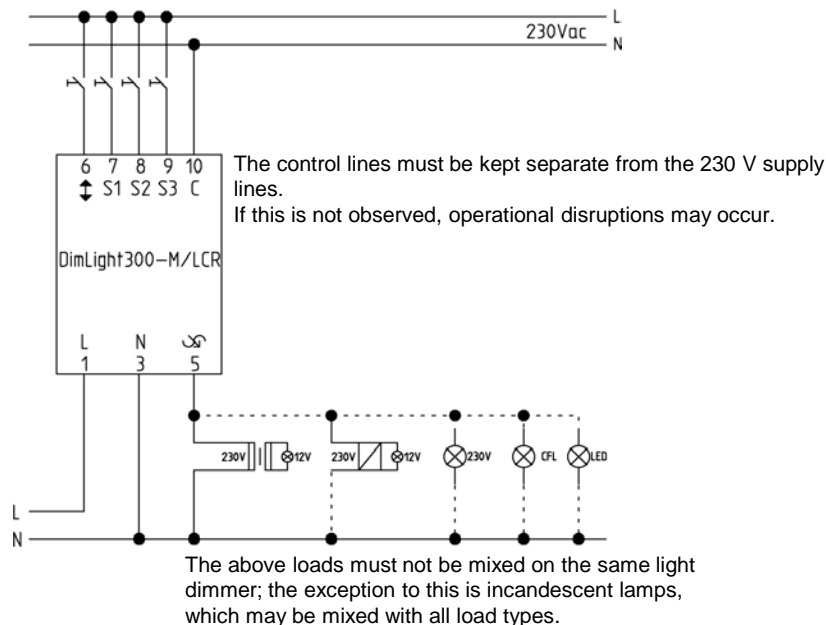 L
230Vac
N
6 7 8 9 10
S1 S2 S3 C
The control lines must be kept separate from the 230 V supply
lines.
If this is not observed, operational disruptions may occur.
DimLight300-M/LCR
L N
1 3 5
230V 12V 230V 12V 230V CFL LED
L
N
The above loads must not be mixed on the same light
dimmer; the exception to this is incandescent lamps,
which may be mixed with all load types.